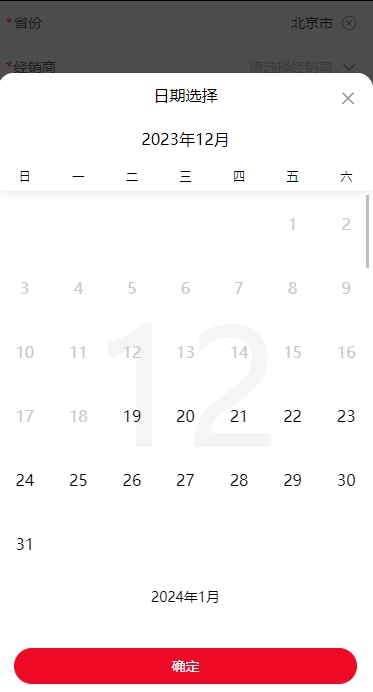 *省份 北京市
*经销商 请选择经销商
日期选择
2023年12月
日 一 二 三 四 五 六
1 2
3 4 5 6 7 8 9
10 11 12 13 14 15 16
12
17 18 19 20 21 22 23
24 25 26 27 28 29 30
31
2024年1月
确定